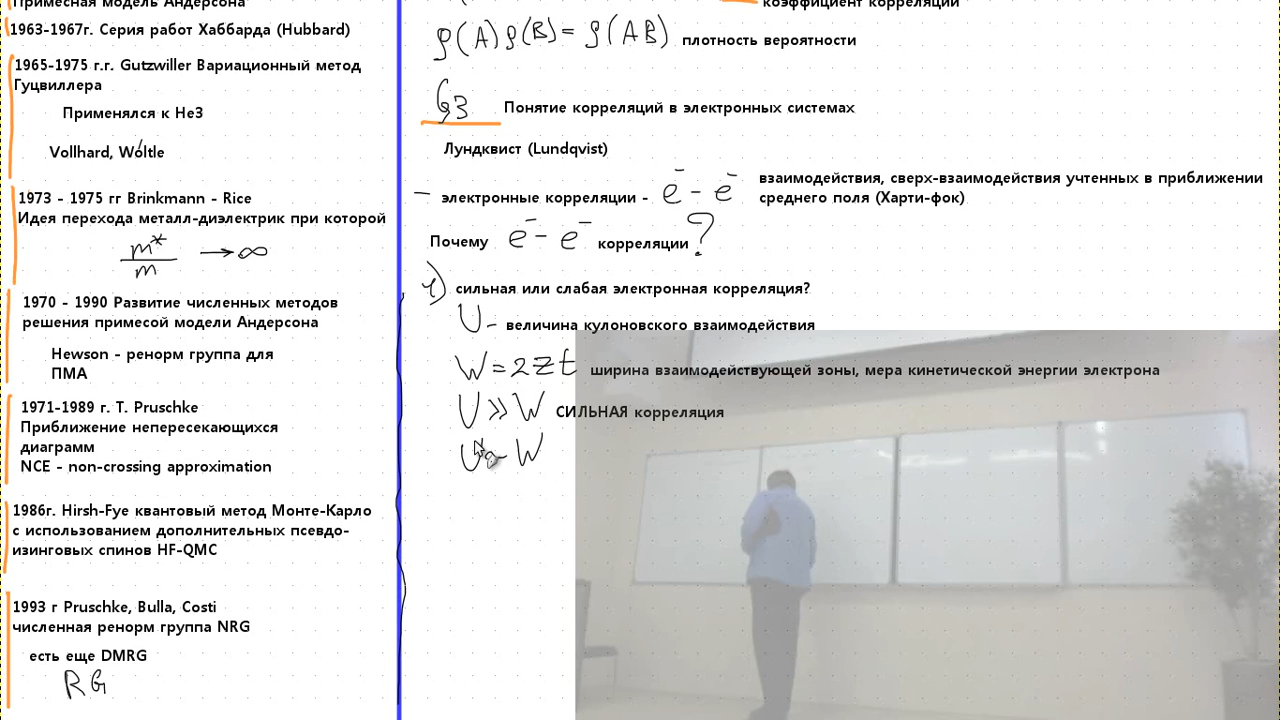 Примесная модель Андерсона
1963-1967г. Серия работ Хаббарда (Hubbard)
1965-1975 г.г. Gutzwiller Вариационный метод
Гуцвиллера
Применялся к He3
Vollhard, Woltle
1973 - 1975 гг Brinkmann - Rice
Идея перехода металл-диэлектрик при которой
m*/m → ∞
1970 - 1990 Развитие численных методов
решения примесой модели Андерсона
Hewson - ренорм группа для
ПМА
1971-1989 г. T. Pruschke
Приближение непересекающихся
диаграмм
NCE - non-crossing approximation
1986г. Hirsh-Fye квантовый метод Монте-Карло
с использованием дополнительных псевдо-
изинговых спинов HF-QMC
1993 г Pruschke, Bulla, Costi
численная ренорм группа NRG
есть еще DMRG
RG
коэффициент корреляции
ρ(A)ρ(B) = ρ(AB) плотность вероятности
G3 Понятие корреляций в электронных системах
Лундквист (Lundqvist)
— электронные корреляции - e⁻ - e⁻ взаимодействия, сверх-взаимодействия учтенных в приближении
среднего поля (Харти-фок)
Почему e⁻ - e⁻ корреляции ?
сильная или слабая электронная корреляция?
U - величина кулоновского взаимодействия
W = 2zt ширина взаимодействующей зоны, мера кинетической энергии электрона
U >> W СИЛЬНАЯ корреляция
U W